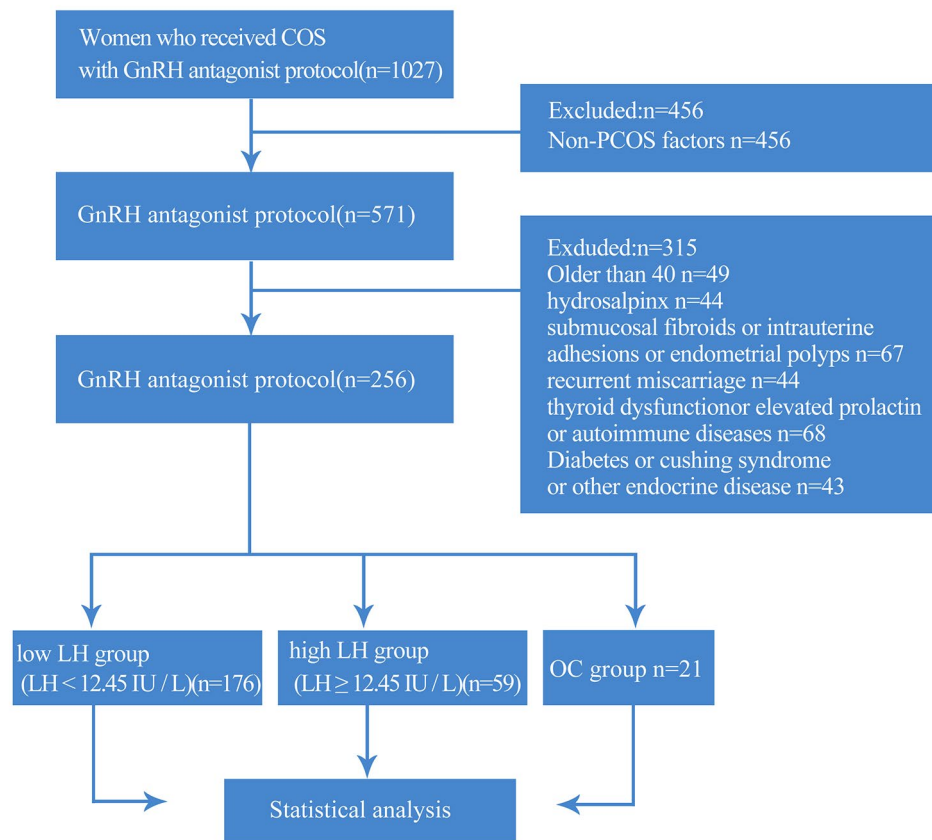 Women who received COS
with GnRH antagonist protocol(n=1027)
Excluded:n=456
Non-PCOS factors n=456
GnRH antagonist protocol(n=571)
Exduded:n=315
Older than 40 n=49
hydrosalpinx n=44
submucosal fibroids or intrauterine
adhesions or endometrial polyps n=67
recurrent miscarriage n=44
thyroid dysfunctionor elevated prolactin
or autoimmune diseases n=68
Diabetes or cushing syndrome
or other endocrine disease n=43
GnRH antagonist protocol(n=256)
low LH group
(LH < 12.45 IU / L)(n=176)
high LH group
(LH ≥ 12.45 IU / L)(n=59)
OC group n=21
Statistical analysis